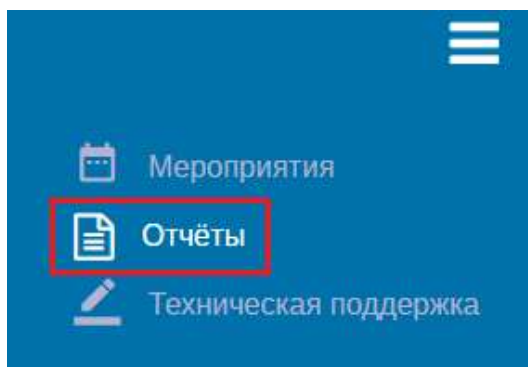 Мероприятия
Отчёты
Техническая поддержка